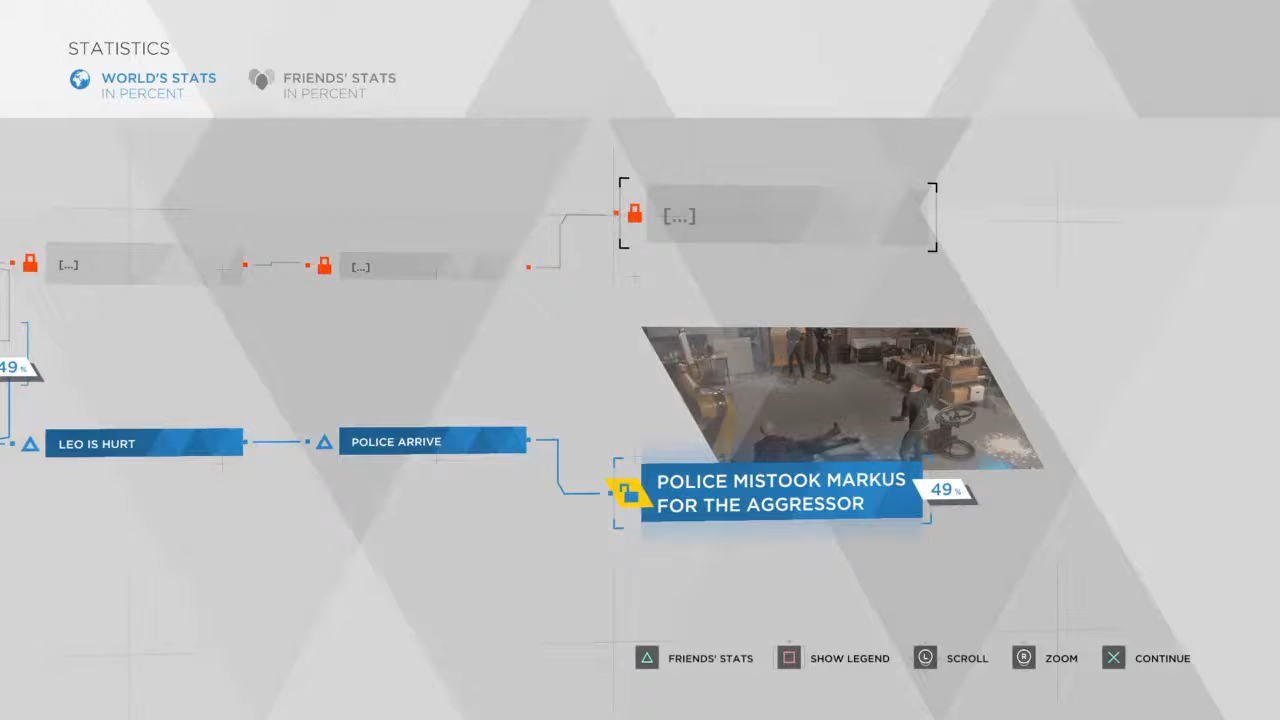 STATISTICS
WORLD'S STATS
IN PERCENT
FRIENDS' STATS
IN PERCENT
[...]
[...]
[...]
49%
LEO IS HURT
POLICE ARRIVE
POLICE MISTOOK MARKUS
FOR THE AGGRESSOR
49%
FRIENDS' STATS
SHOW LEGEND
L
SCROLL
R
ZOOM
CONTINUE